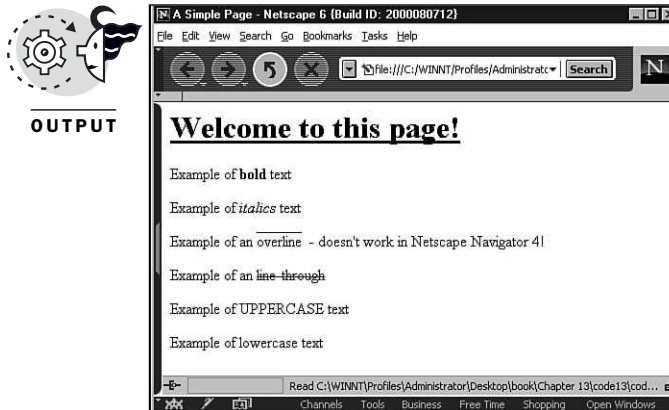 OUTPUT
N A Simple Page - Netscape 6 {Build ID: 2000080712}
File Edit View Search Go Bookmarks Tasks Help
file:///C:/WINNT/Profiles/Administratc Search N
Welcome to this page!
Example of bold text
Example of italics text
Example of an overline - doesn't work in Netscape Navigator 4!
Example of an line-through
Example of UPPERCASE text
Example of lowercase text
Read C:\WINNT\Profiles\Administrator\Desktop\book\Chapter 13\code13\cod...
Channels Tools Business Free Time Shopping Open Windows